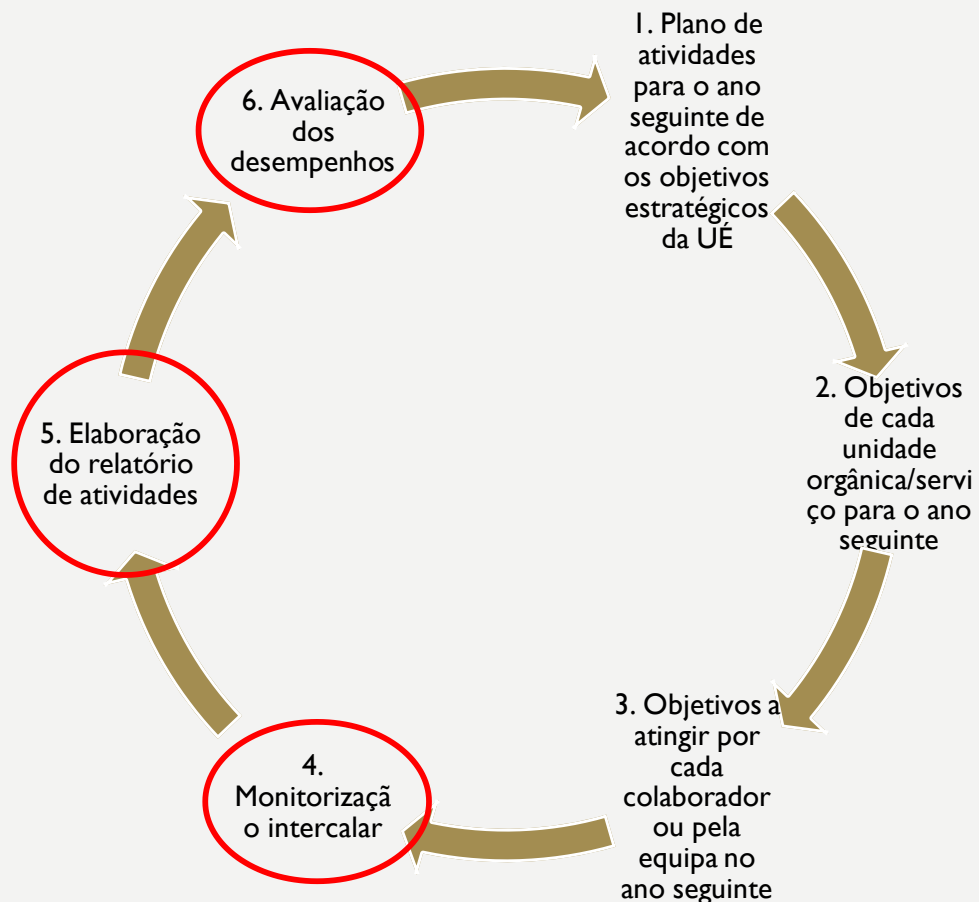 1. Plano de
atividades
para o ano
seguinte de
acordo com
os objetivos
estratégicos
da UÉ
2. Objetivos
de cada
unidade
orgânica/servi
ço para o ano
seguinte
3. Objetivos a
atingir por
cada
colaborador
ou pela
equipa no
ano seguinte
4.
Monitorizaçã
o intercalar
5. Elaboração
do relatório
de atividades
6. Avaliação
dos
desempenhos